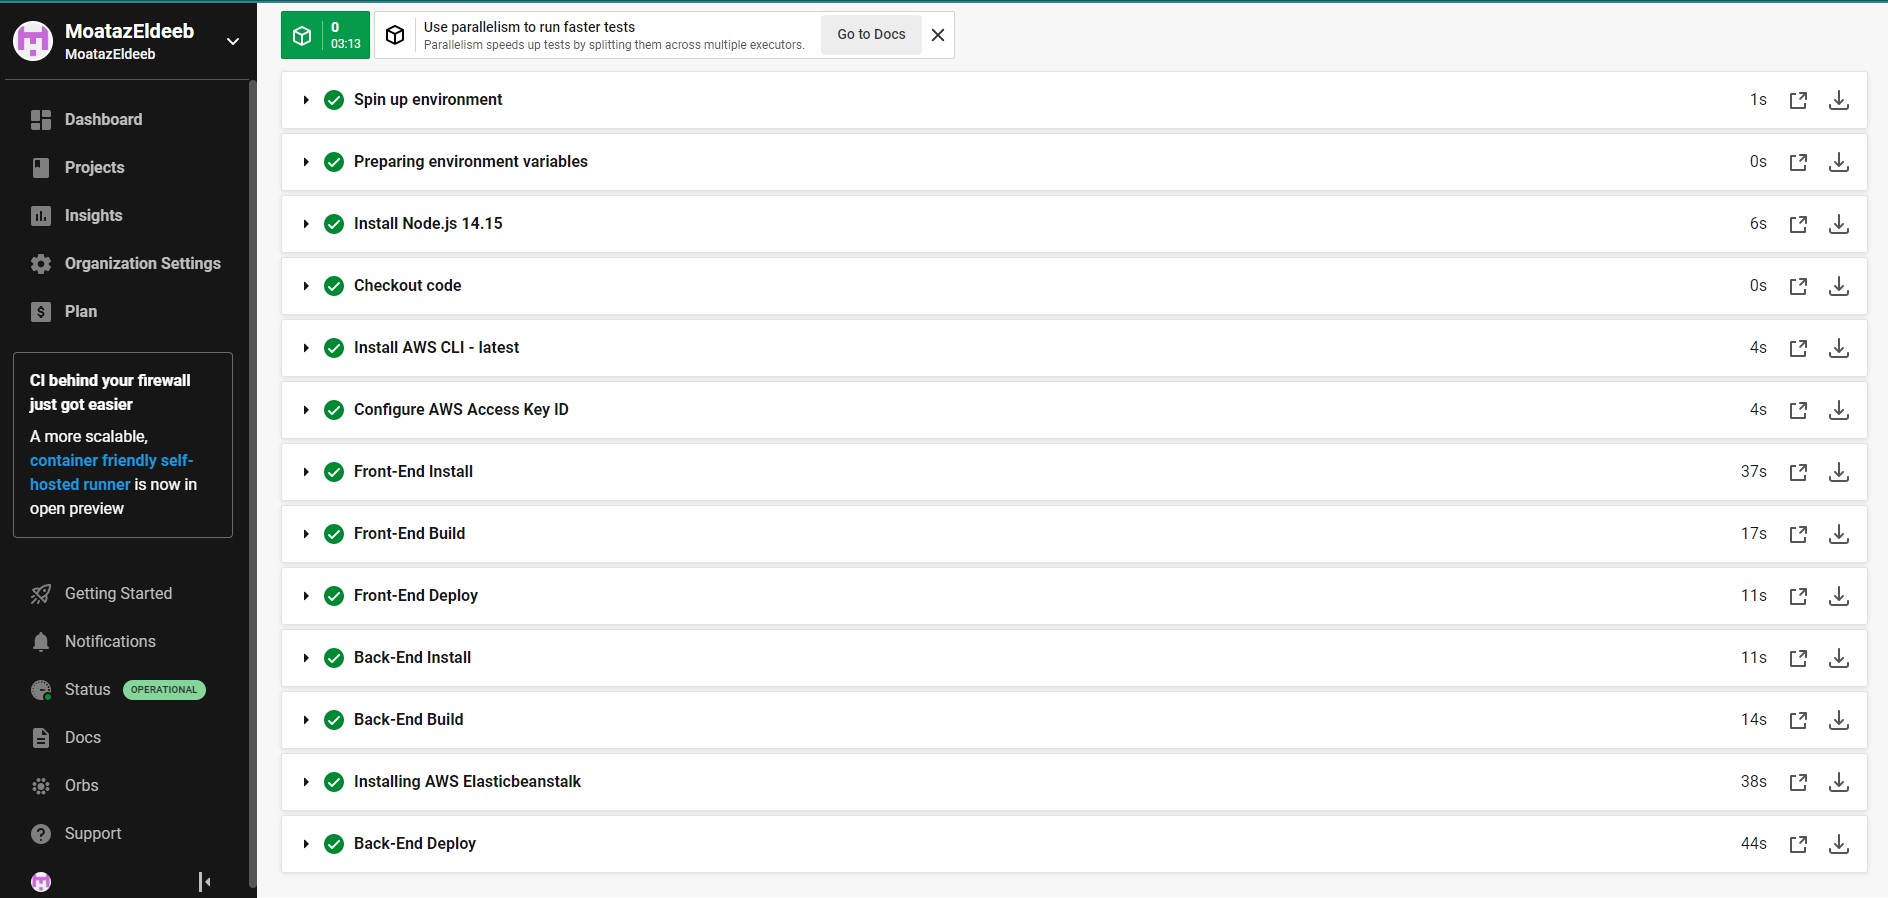 MoatazEldeeb
MoatazEldeeb
Dashboard
Projects
Insights
Organization Settings
Plan
CI behind your firewall
just got easier
A more scalable,
container friendly self-
hosted runner is now in
open preview
Getting Started
Notifications
Status OPERATIONAL
Docs
Orbs
Support
0
03:13
Use parallelism to run faster tests
Parallelism speeds up tests by splitting them across multiple executors.
Go to Docs
Spin up environment 1s
Preparing environment variables 0s
Install Node.js 14.15 6s
Checkout code 0s
Install AWS CLI - latest 4s
Configure AWS Access Key ID 4s
Front-End Install 37s
Front-End Build 17s
Front-End Deploy 11s
Back-End Install 11s
Back-End Build 14s
Installing AWS Elasticbeanstalk 38s
Back-End Deploy 44s